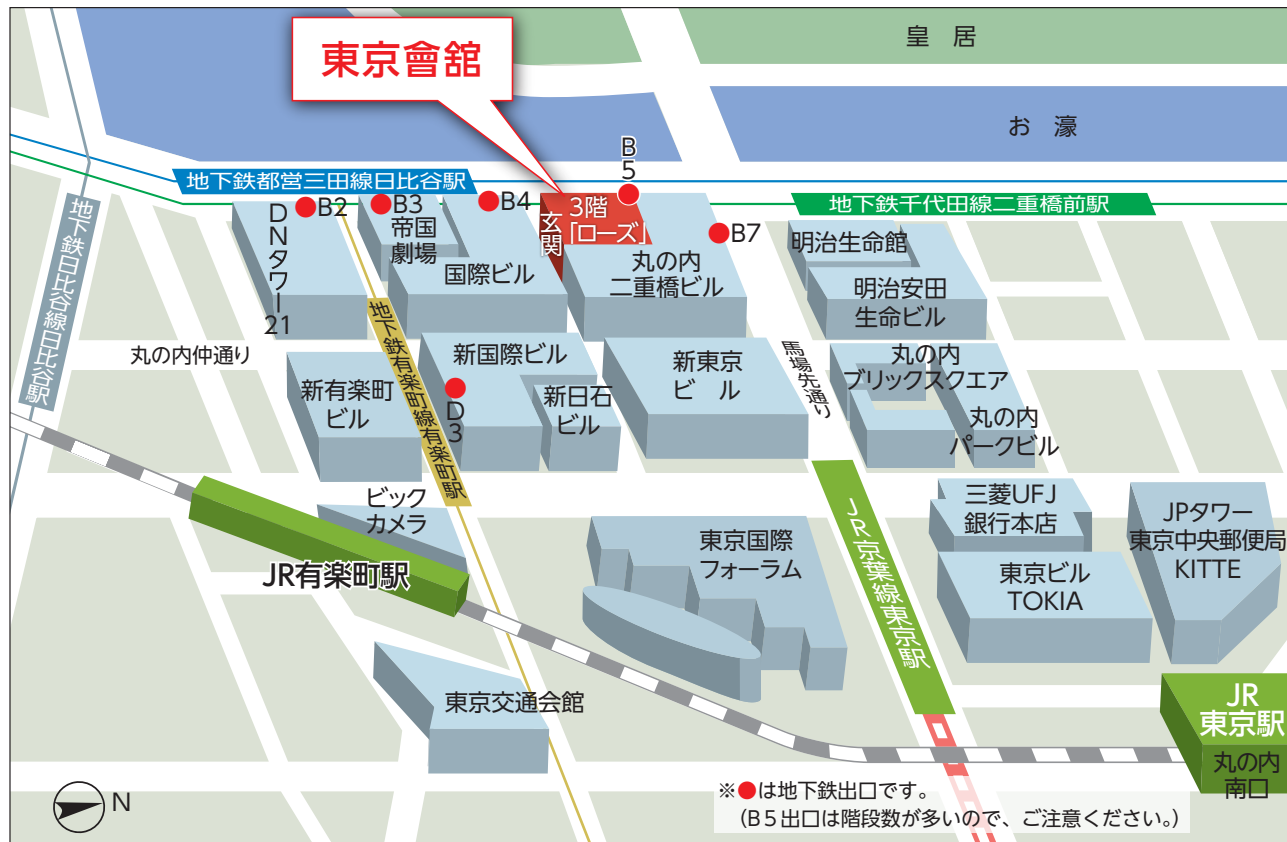 皇居
お濠
東京會舘
B
5
地下鉄都営三田線日比谷駅
地下鉄千代田線二重橋前駅
地下鉄日比谷線日比谷駅
B2
B3
B4
B7
DNタワー21
帝国
劇場
国際ビル
玄関
3階
「ローズ」
丸の内
二重橋ビル
明治生命館
明治安田
生命ビル
丸の内仲通り
地下鉄有楽町線有楽町駅
新有楽町
ビル
新国際ビル
D
3
新日石
ビル
新東京
ビル
馬場先通り
丸の内
ブリックスクエア
丸の内
パークビル
ビック
カメラ
JR有楽町駅
東京国際
フォーラム
JR京葉線東京駅
三菱UFJ
銀行本店
東京ビル
TOKIA
JPタワー
東京中央郵便局
KITTE
東京交通会館
JR
東京駅
丸の内
南口
N
※●は地下鉄出口です。
(B5出口は階段数が多いので、ご注意ください。)